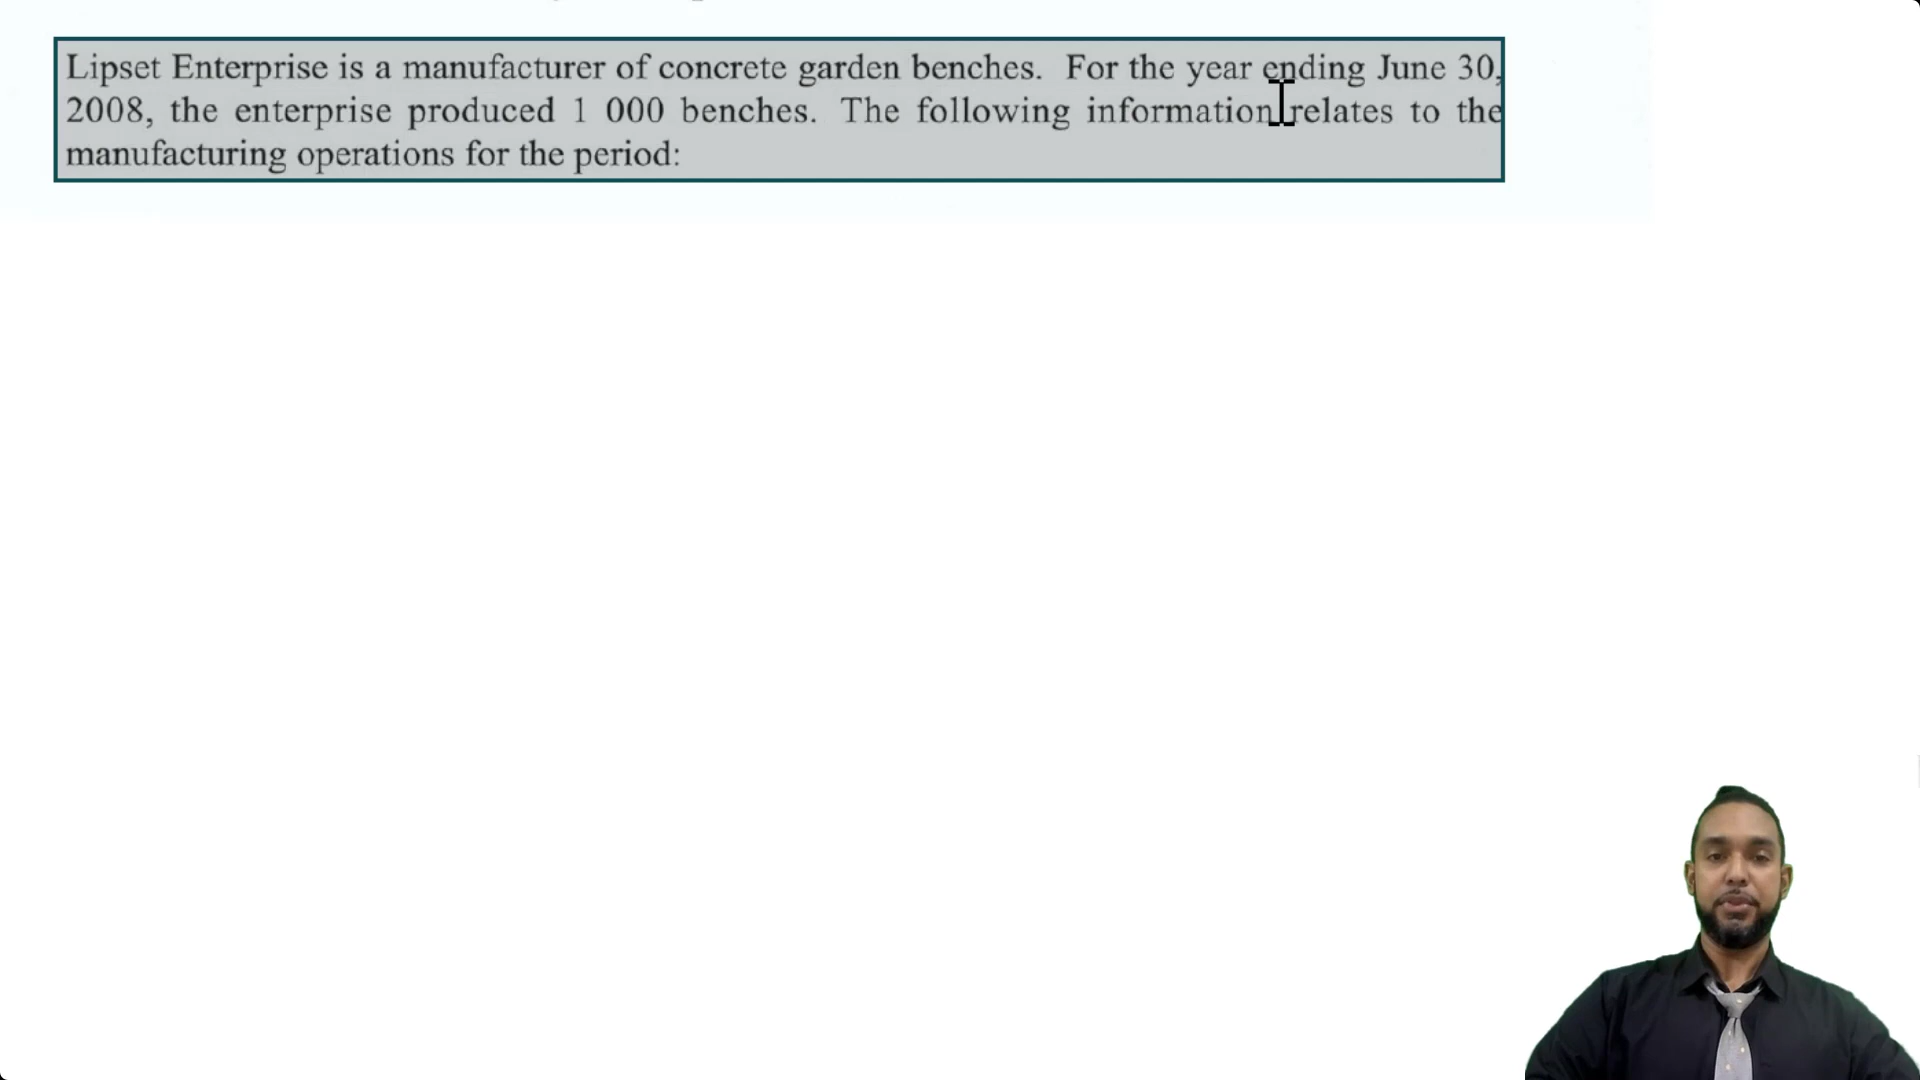 Lipset Enterprise is a manufacturer of concrete garden benches. For the year ending June 30,
2008, the enterprise produced 1 000 benches. The following information relates to the
manufacturing operations for the period: